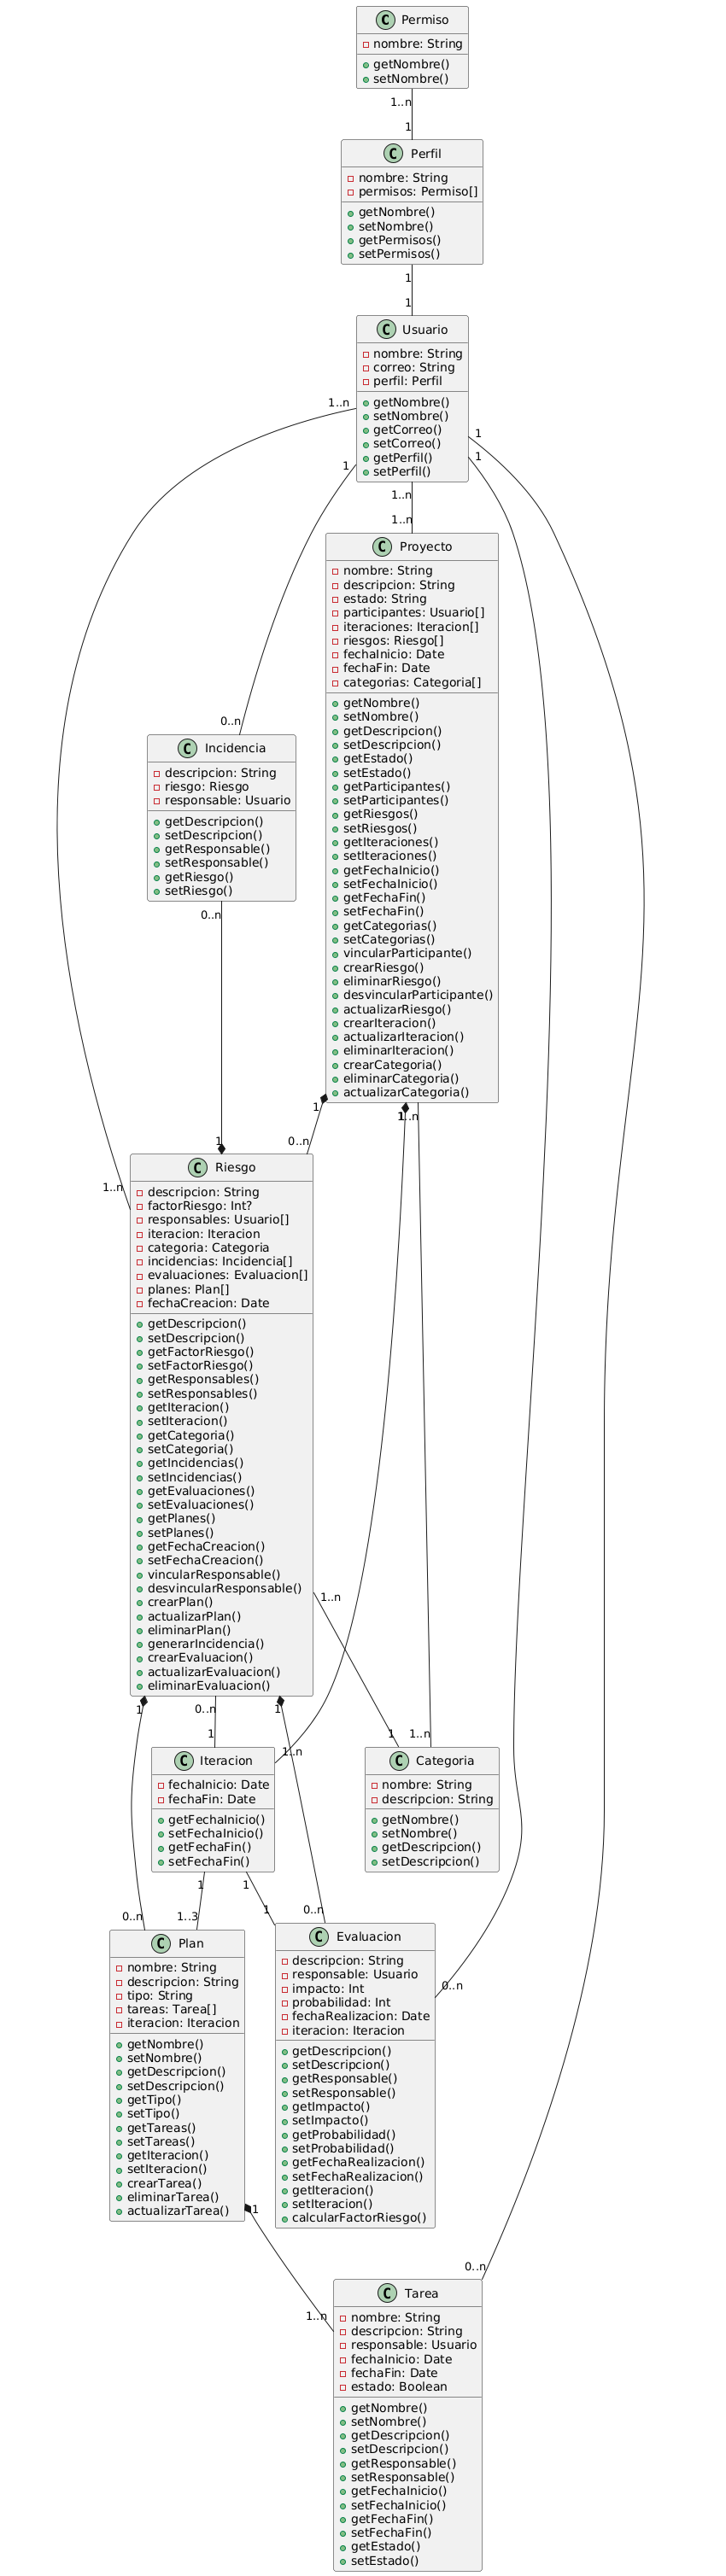 C Permiso
nombre: String
getNombre()
setNombre()
1..n
1
C Perfil
nombre: String
permisos: Permiso[]
getNombre()
setNombre()
getPermisos()
setPermisos()
1
1
C Usuario
nombre: String
correo: String
perfil: Perfil
getNombre()
setNombre()
getCorreo()
setCorreo()
getPerfil()
setPerfil()
1..n
1
1
1
1..n
1..n
C Proyecto
nombre: String
descripcion: String
estado: String
participantes: Usuario[]
iteraciones: Iteracion[]
riesgos: Riesgo[]
fechaInicio: Date
fechaFin: Date
categorias: Categoria[]
getNombre()
setNombre()
getDescripcion()
setDescripcion()
getEstado()
setEstado()
getParticipantes()
setParticipantes()
getRiesgos()
setRiesgos()
getIteraciones()
setIteraciones()
getFechaInicio()
setFechaInicio()
getFechaFin()
setFechaFin()
getCategorias()
setCategorias()
vincularParticipante()
crearRiesgo()
eliminarRiesgo()
desvincularParticipante()
actualizarRiesgo()
crearIteracion()
actualizarIteracion()
eliminarIteracion()
crearCategoria()
eliminarCategoria()
actualizarCategoria()
0..n
C Incidencia
descripcion: String
riesgo: Riesgo
responsable: Usuario
getDescripcion()
setDescripcion()
getResponsable()
setResponsable()
getRiesgo()
setRiesgo()
0..n
1
1
1..n
1
0..n
1..n
C Riesgo
descripcion: String
factorRiesgo: Int?
responsables: Usuario[]
iteracion: Iteracion
categoria: Categoria
incidencias: Incidencia[]
evaluaciones: Evaluacion[]
planes: Plan[]
fechaCreacion: Date
getDescripcion()
setDescripcion()
getFactorRiesgo()
setFactorRiesgo()
getResponsables()
setResponsables()
getIteracion()
setIteracion()
getCategoria()
setCategoria()
getIncidencias()
setIncidencias()
getEvaluaciones()
setEvaluaciones()
getPlanes()
setPlanes()
getFechaCreacion()
setFechaCreacion()
vincularResponsable()
desvincularResponsable()
crearPlan()
actualizarPlan()
eliminarPlan()
generarIncidencia()
crearEvaluacion()
actualizarEvaluacion()
eliminarEvaluacion()
1..n
1
0..n
1
1
1..n
1
1..n
C Iteracion
fechaInicio: Date
fechaFin: Date
getFechaInicio()
setFechaInicio()
getFechaFin()
setFechaFin()
C Categoria
nombre: String
descripcion: String
getNombre()
setNombre()
getDescripcion()
setDescripcion()
1
1
0..n
1..3
1
0..n
C Plan
nombre: String
descripcion: String
tipo: String
tareas: Tarea[]
iteracion: Iteracion
getNombre()
setNombre()
getDescripcion()
setDescripcion()
getTipo()
setTipo()
getTareas()
setTareas()
getIteracion()
setIteracion()
crearTarea()
eliminarTarea()
actualizarTarea()
C Evaluacion
descripcion: String
responsable: Usuario
impacto: Int
probabilidad: Int
fechaRealizacion: Date
iteracion: Iteracion
getDescripcion()
setDescripcion()
getResponsable()
setResponsable()
getImpacto()
setImpacto()
getProbabilidad()
setProbabilidad()
getFechaRealizacion()
setFechaRealizacion()
getIteracion()
setIteracion()
calcularFactorRiesgo()
0..n
1
0..n
1..n
C Tarea
nombre: String
descripcion: String
responsable: Usuario
fechaInicio: Date
fechaFin: Date
estado: Boolean
getNombre()
setNombre()
getDescripcion()
setDescripcion()
getResponsable()
setResponsable()
getFechaInicio()
setFechaInicio()
getFechaFin()
setFechaFin()
getEstado()
setEstado()